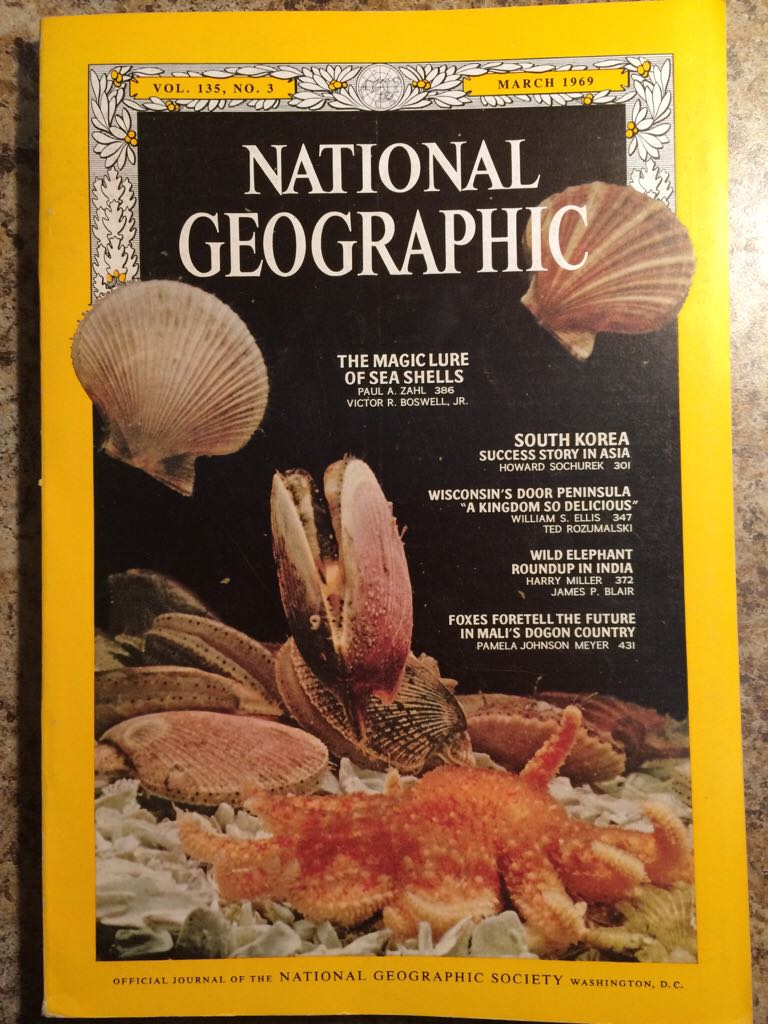 VOL. 135, NO. 3
MARCH 1969
NATIONAL
GEOGRAPHIC
THE MAGIC LURE
OF SEA SHELLS
PAUL A. ZAHL 386
VICTOR R. BOSWELL, JR.
SOUTH KOREA
SUCCESS STORY IN ASIA
HOWARD SOCHUREK 301
WISCONSIN'S DOOR PENINSULA
"A KINGDOM SO DELICIOUS"
WILLIAM S. ELLIS 347
TED ROZUMALSKI
WILD ELEPHANT
ROUNDUP IN INDIA
HARRY MILLER 372
JAMES P. BLAIR
FOXES FORETELL THE FUTURE
IN MALI'S DOGON COUNTRY
PAMELA JOHNSON MEYER 431
OFFICIAL JOURNAL OF THE NATIONAL GEOGRAPHIC SOCIETY WASHINGTON, D.C.